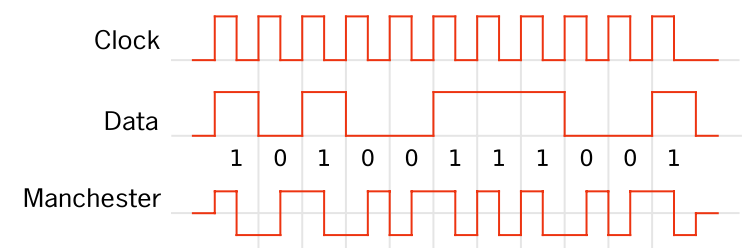 Clock
Data
1 0 1 0 0 1 1 1 0 0 1
Manchester